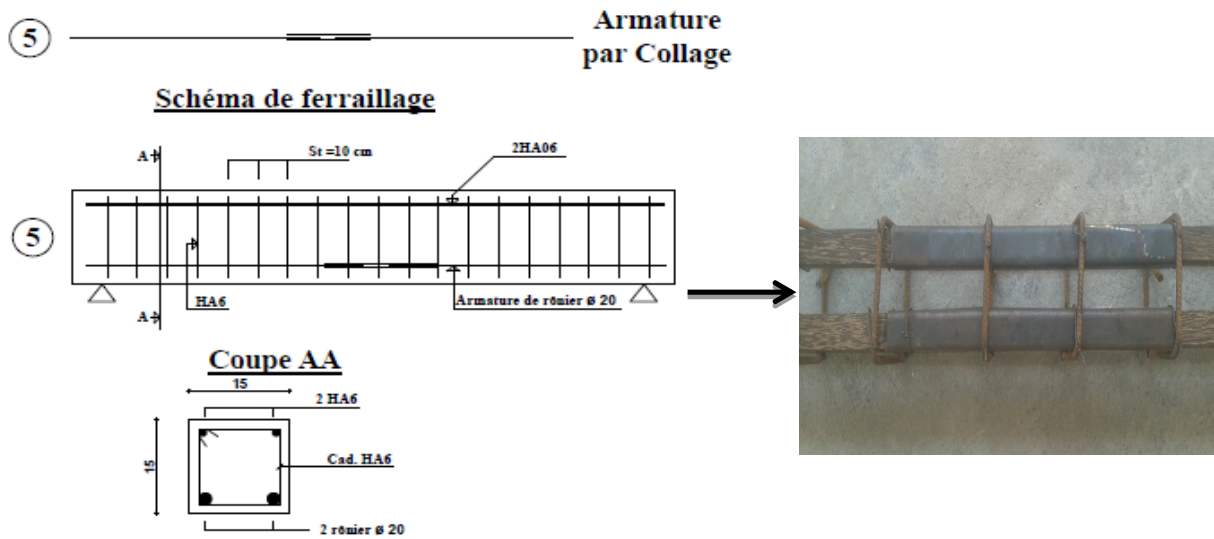 5
Armature
par Collage
Schéma de ferraillage
A
St =10 cm
2HA06
5
HA6
Armature de rônier ø 20
A
Coupe AA
15
2 HA6
15
Cad. HA6
2 rônier ø 20